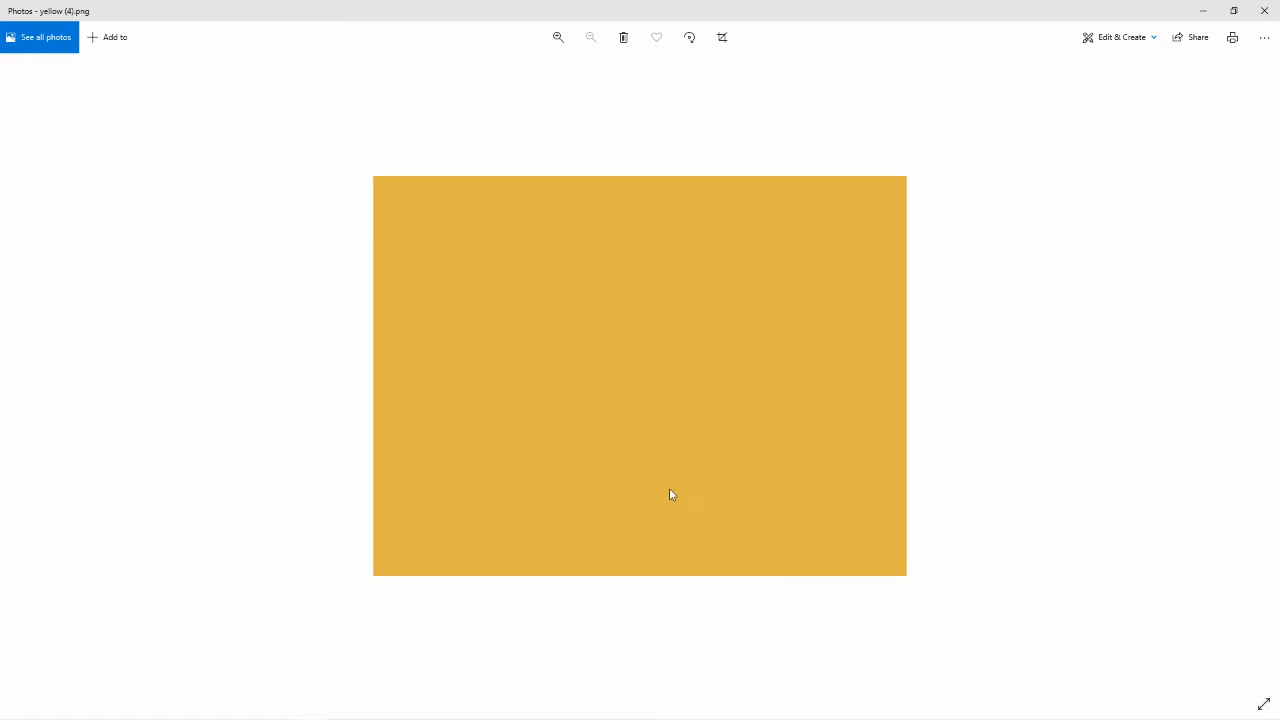 Photos - yellow (4).png
See all photos
Add to
Edit & Create
Share